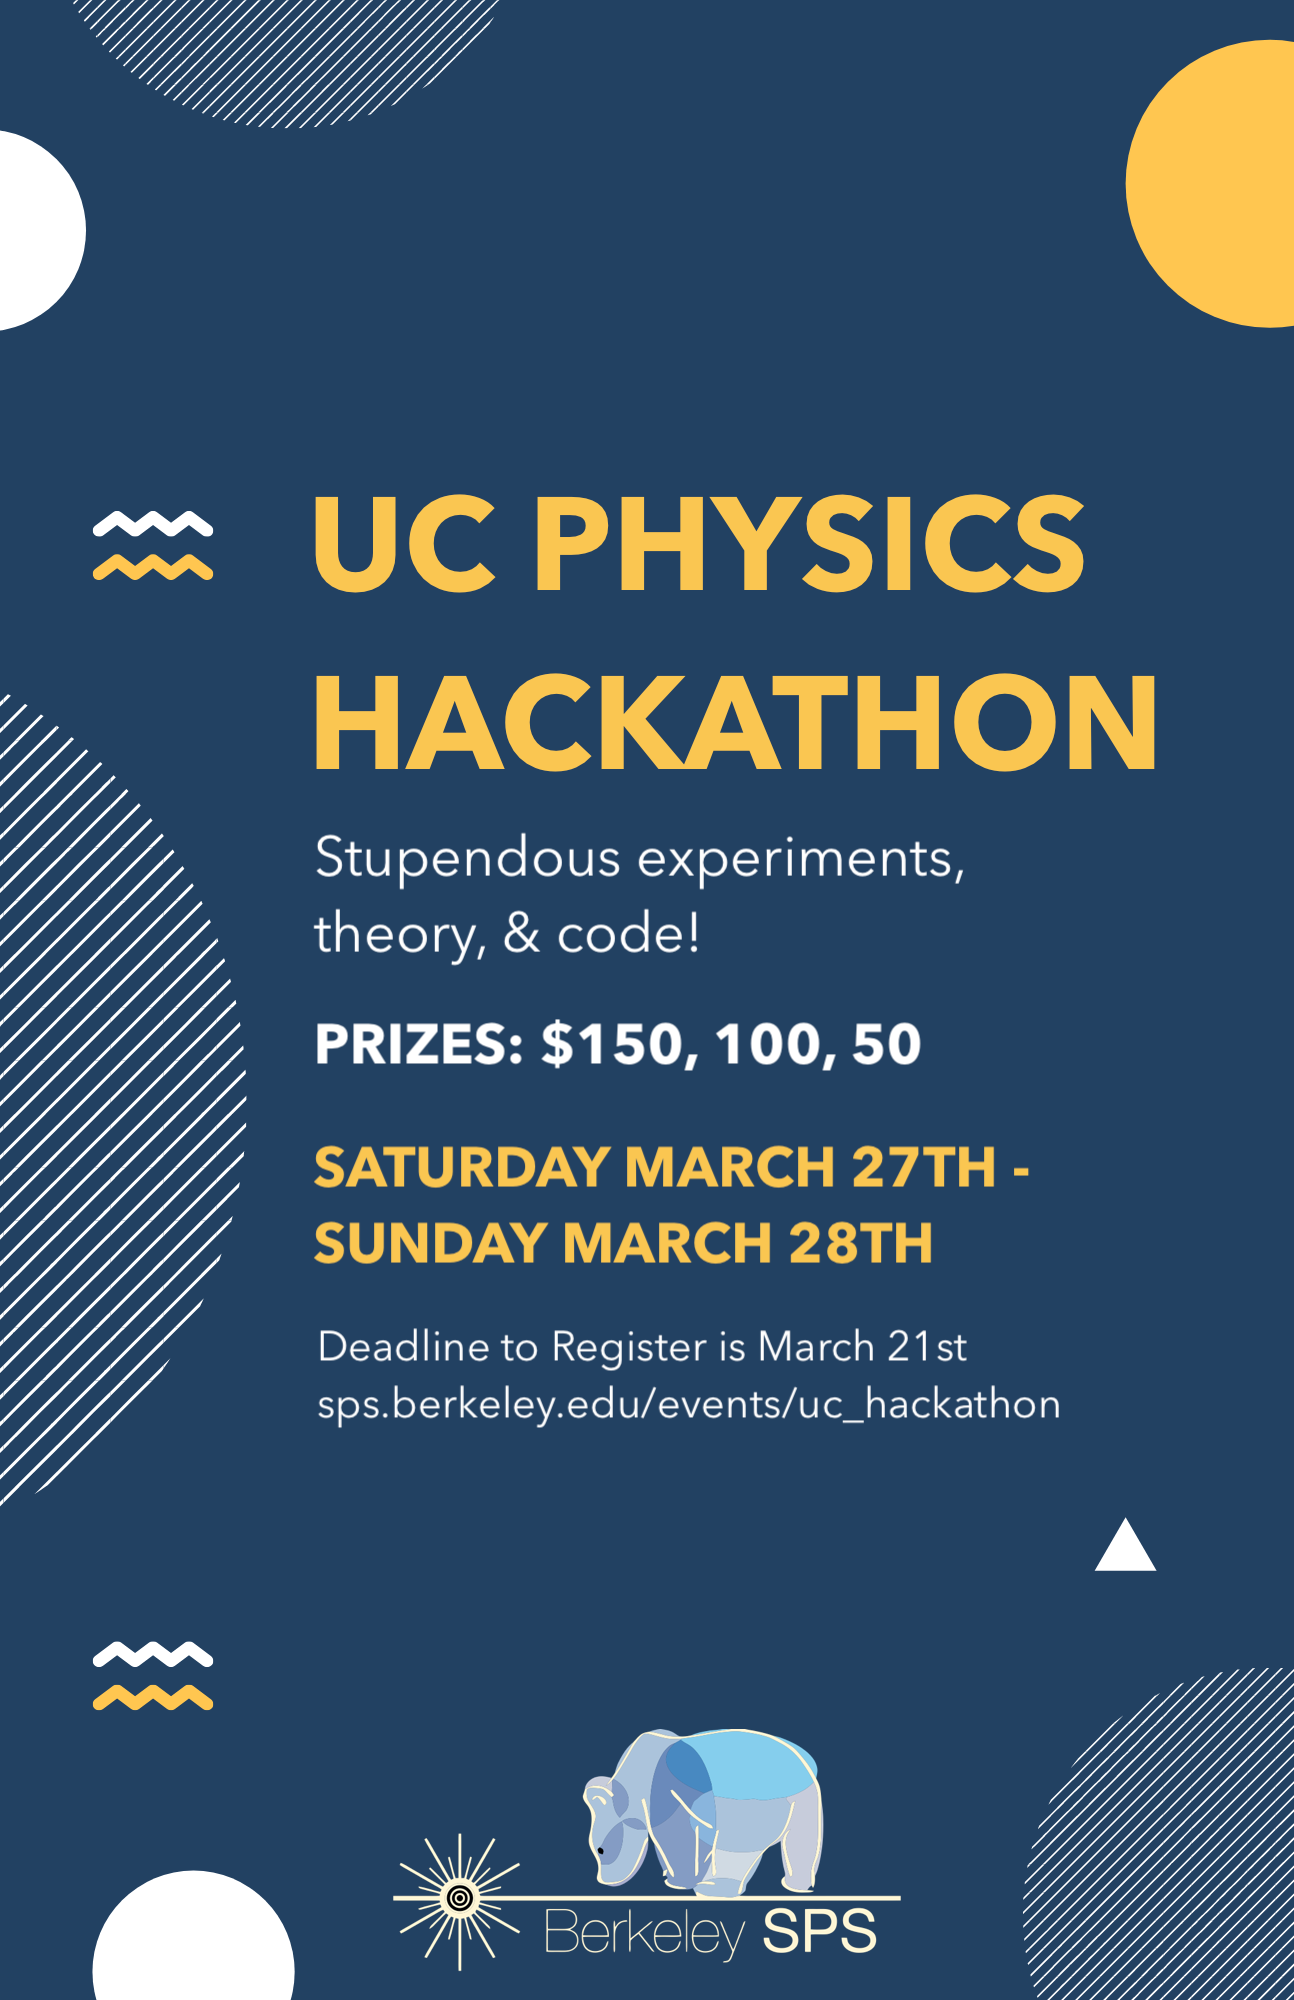 UC PHYSICS
HACKATHON
Stupendous experiments,
theory, & code!
PRIZES: $150, 100, 50
SATURDAY MARCH 27TH -
SUNDAY MARCH 28TH
Deadline to Register is March 21st
sps.berkeley.edu/events/uc_hackathon
Berkeley SPS